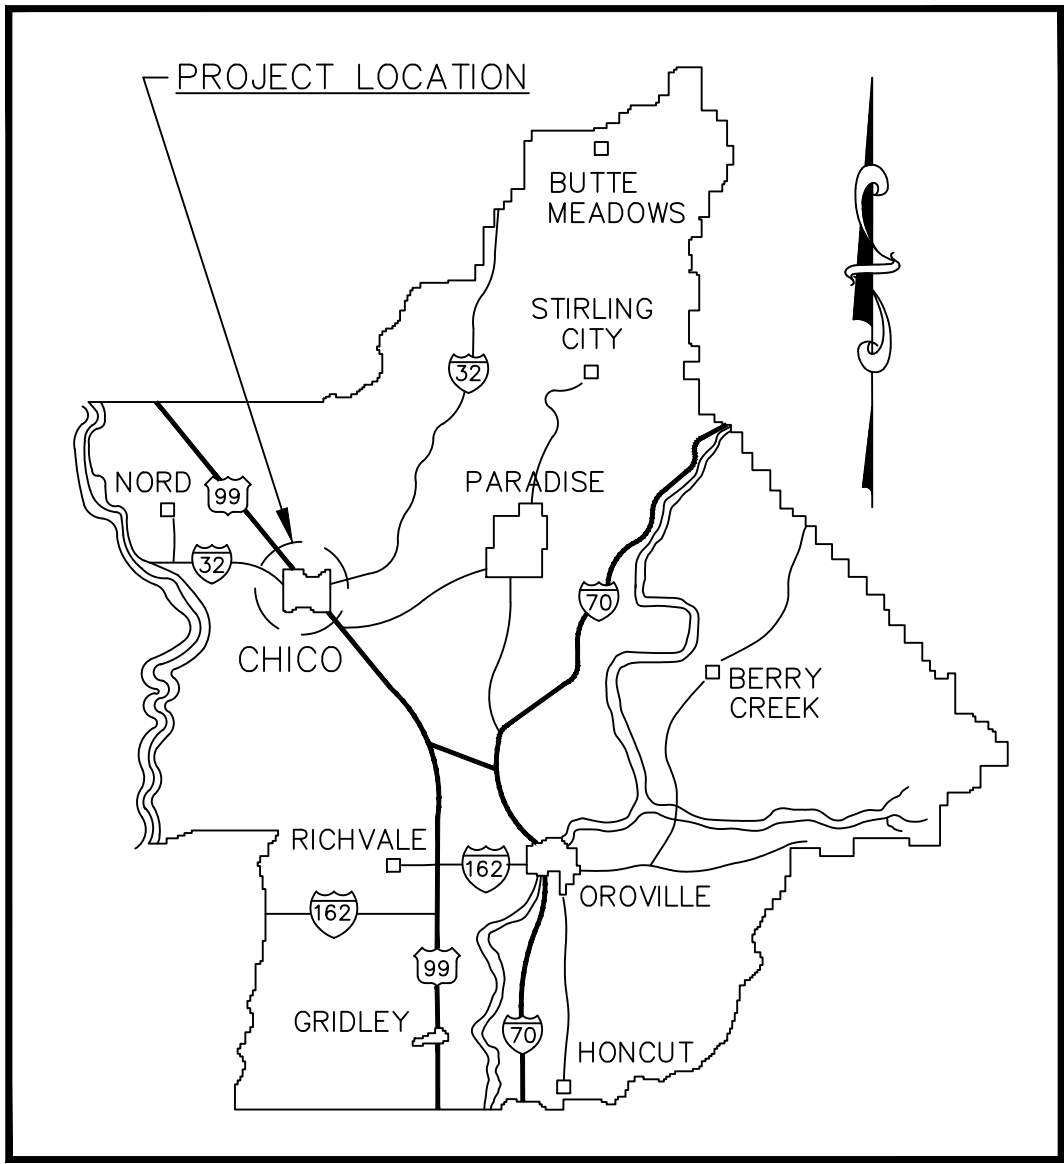 PROJECT LOCATION
BUTTE
MEADOWS
STIRLING
CITY
32
PARADISE
NORD
99
32
70
CHICO
BERRY
CREEK
RICHVALE
162
OROVILLE
162
99
GRIDLEY
70
HONCUT